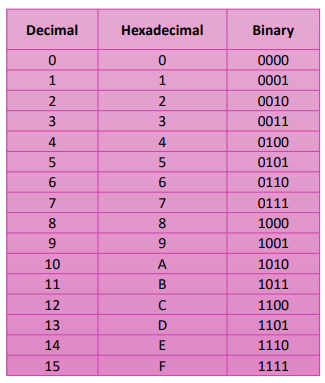 Decimal Hexadecimal Binary
0 0 0000
1 1 0001
2 2 0010
3 3 0011
4 4 0100
5 5 0101
6 6 0110
7 7 0111
8 8 1000
9 9 1001
10 A 1010
11 B 1011
12 C 1100
13 D 1101
14 E 1110
15 F 1111